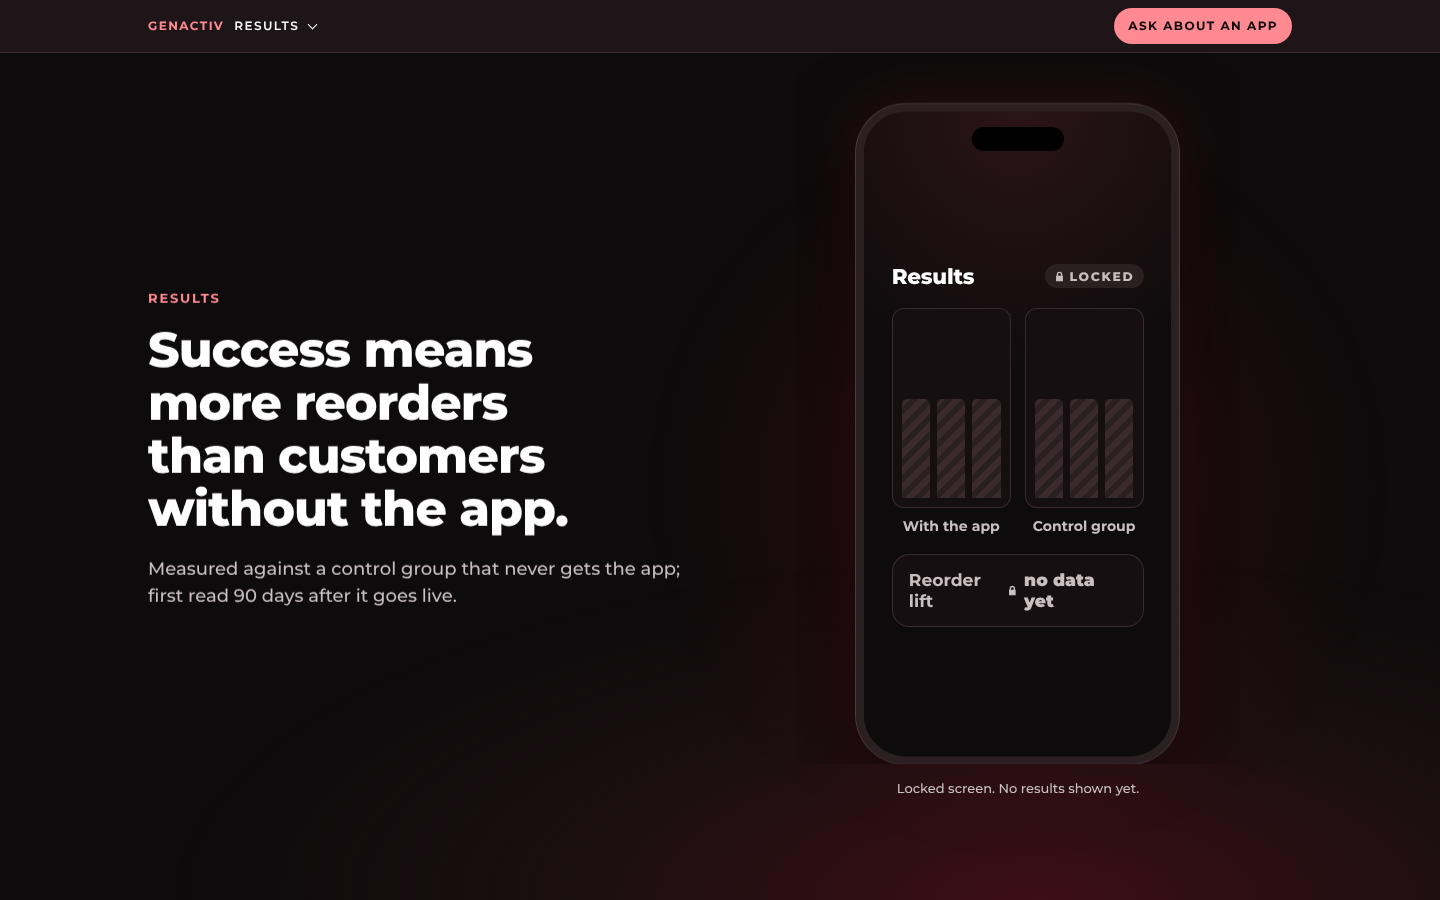 GENACTIV RESULTS
ASK ABOUT AN APP
RESULTS
Success means
more reorders
than customers
without the app.
Measured against a control group that never gets the app;
first read 90 days after it goes live.
Results
LOCKED
With the app
Control group
Reorder
lift
no data
yet
Locked screen. No results shown yet.